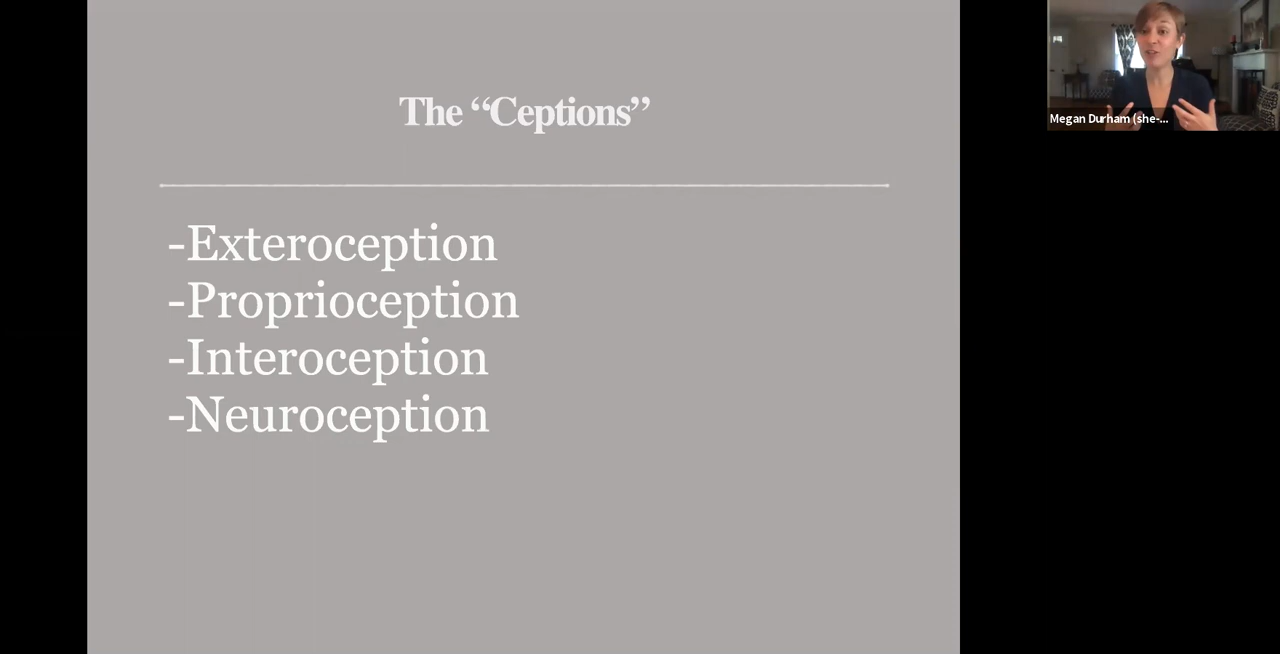 The “Ceptions”
-Exteroception
-Proprioception
-Interoception
-Neuroception
Megan Durham (she-...